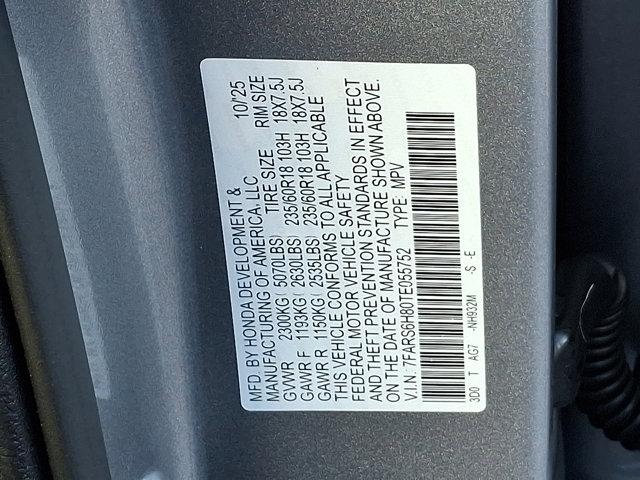 MFD. BY HONDA DEVELOPMENT & 10/'25
MANUFACTURING OF AMERICA, LLC TIRE SIZE RIM SIZE
GVWR 2300KG( 5070LBS) 235/60R18 103H 18X7.5J
GAWR F 1193KG( 2630LBS) 235/60R18 103H 18X7.5J
GAWR R 1150KG( 2535LBS)
THIS VEHICLE CONFORMS TO ALL APPLICABLE
FEDERAL MOTOR VEHICLE SAFETY
AND THEFT PREVENTION STANDARDS IN EFFECT
ON THE DATE OF MANUFACTURE SHOWN ABOVE.
V.I.N.: 7FARS6H80TE055752 TYPE: MPV
3D0 T AG7 -NH932M -S -E